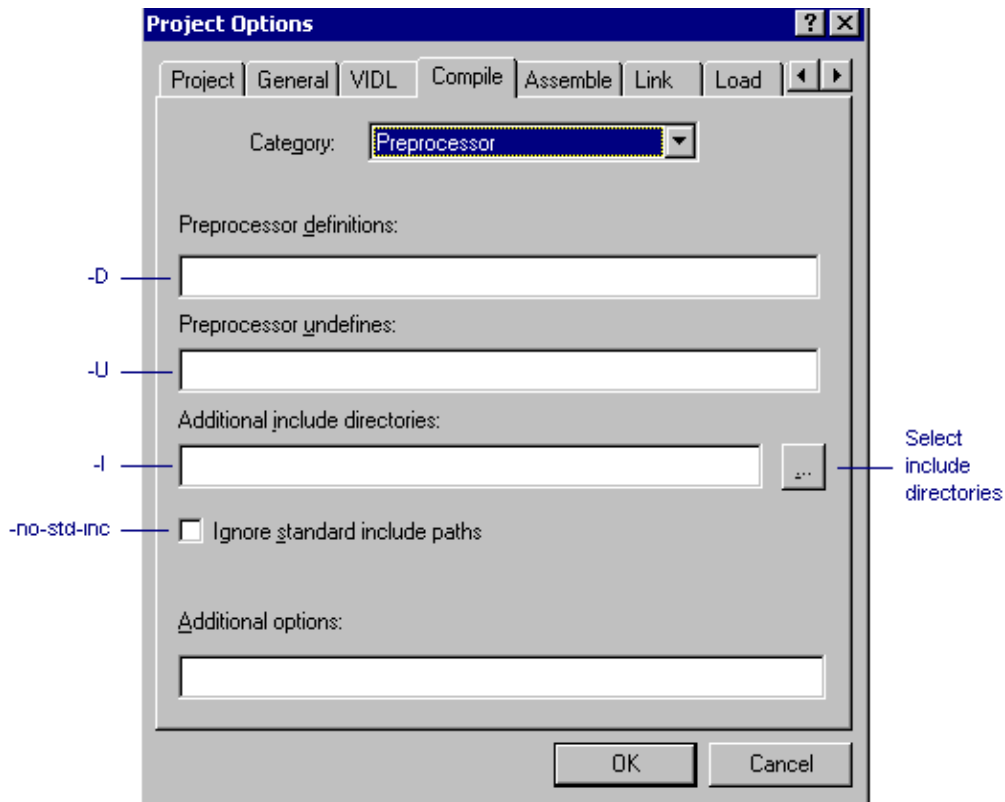 Project Options
Project General VIDL Compile Assemble Link Load
Category: Preprocessor
Preprocessor definitions:
-D
Preprocessor undefines:
-U
Additional include directories:
-I
...
Select
include
directories
-no-std-inc
Ignore standard include paths
Additional options:
OK Cancel